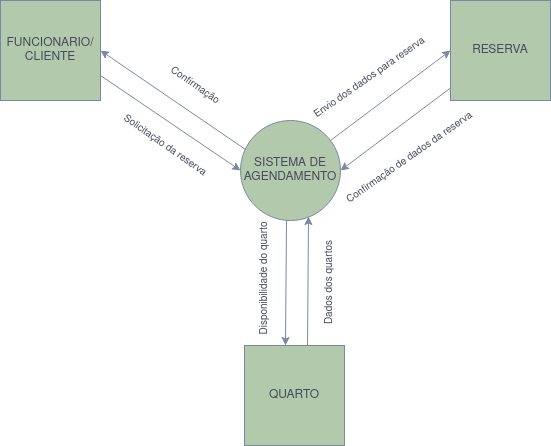 FUNCIONARIO/
CLIENTE
RESERVA
Confirmação
Solicitação da reserva
Envio dos dados para reserva
Confirmação de dados da reserva
SISTEMA DE
AGENDAMENTO
Disponibilidade do quarto
Dados dos quartos
QUARTO